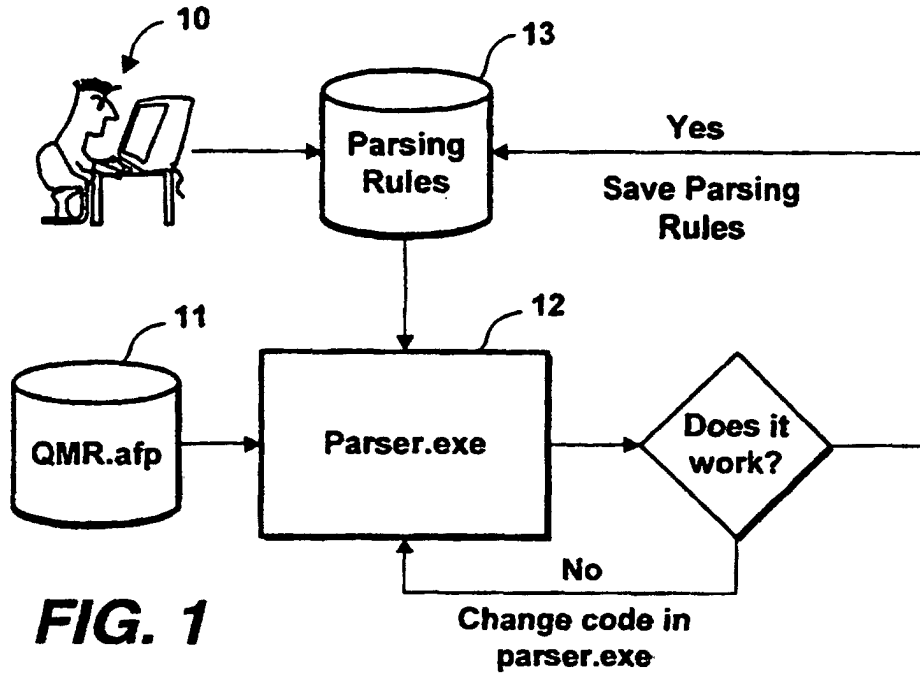 10
13
Parsing
Rules
Yes
Save Parsing
Rules
11
12
QMR.afp
Parser.exe
Does it
work?
No
Change code in
parser.exe
FIG. 1